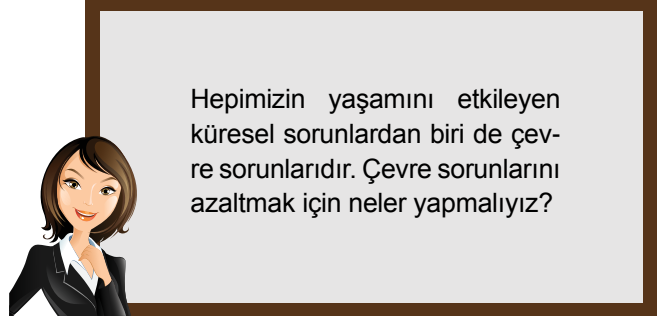 Hepimizin yaşamını etkileyen
küresel sorunlardan biri de çev-
re sorunlarıdır. Çevre sorunlarını
azaltmak için neler yapmalıyız?